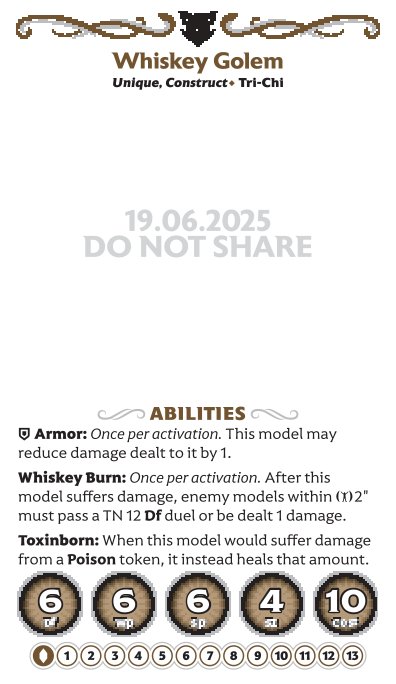 Whiskey Golem
Unique, Construct • Tri-Chi
19.06.2025
DO NOT SHARE
ABILITIES
Armor: Once per activation. This model may
reduce damage dealt to it by 1.
Whiskey Burn: Once per activation. After this
model suffers damage, enemy models within 2"
must pass a TN 12 Df duel or be dealt 1 damage.
Toxinborn: When this model would suffer damage
from a Poison token, it instead heals that amount.
6 6 6 4 10
Df Wp Sp Sz Cost
1 2 3 4 5 6 7 8 9 10 11 12 13